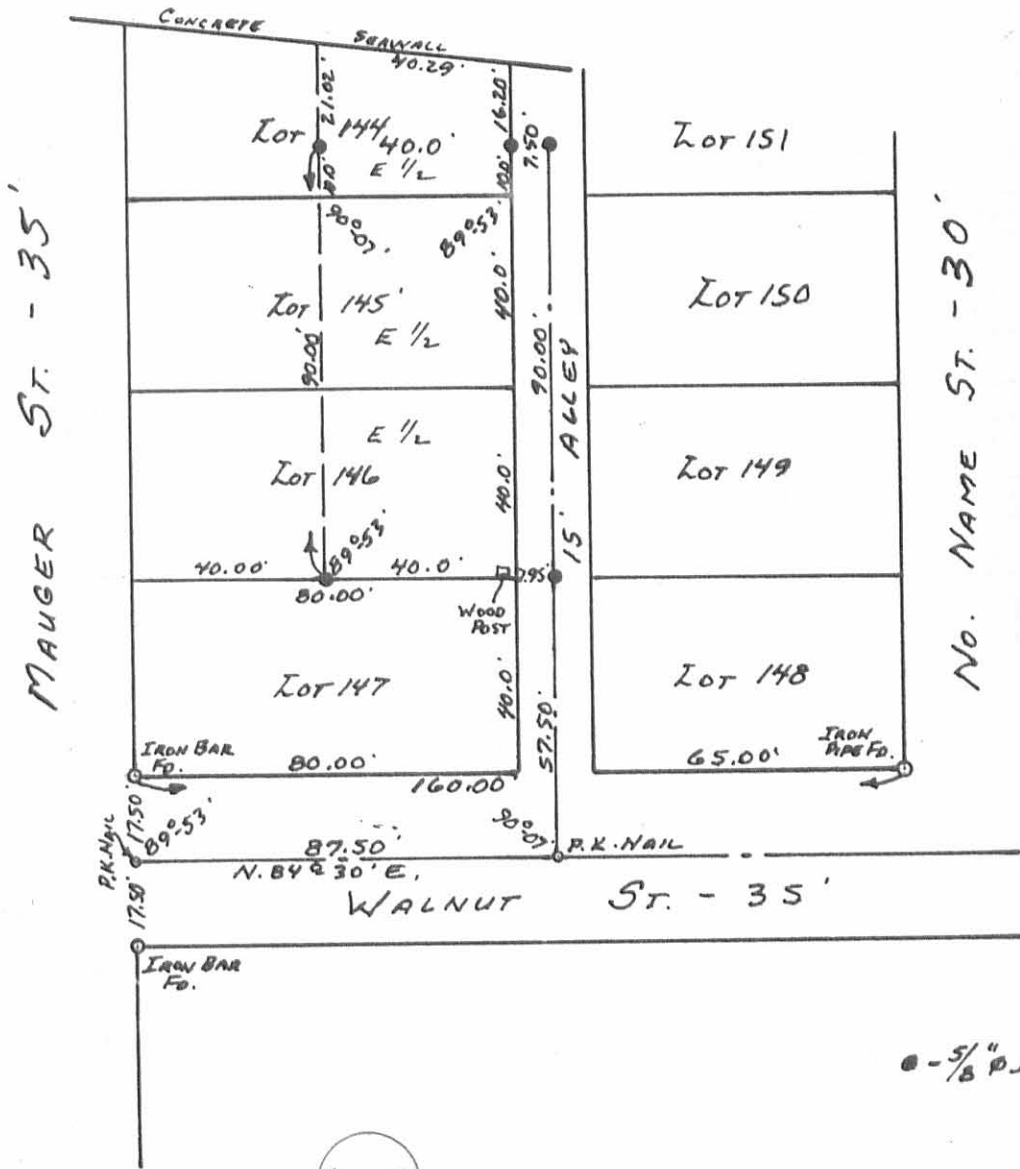 CONCRETE SEAWALL
40.29'
21.02'
16.20'
LOT 144
40.0'
E 1/2
10.0'
7.50'
90°-07'
89°-53'
LOT 151
MAUGER ST. - 35'
LOT 145'
E 1/2
90.00'
40.0'
90.00'
15' ALLEY
LOT 150
NO. NAME ST. - 30'
E 1/2
LOT 146
40.0'
LOT 149
89°-53'
40.00'
40.0'
80.00'
WOOD
POST
7.95'
LOT 147
40.0'
57.50'
LOT 148
IRON BAR
FD.
80.00'
160.00'
65.00'
IRON
PIPE FD.
17.50'
89°-53'
90°-07'
P.K. NAIL
87.50'
P.K. NAIL
N. 84° 30' E.
WALNUT ST. - 35'
17.50'
IRON BAR
FD.
● - 5/8" Ø